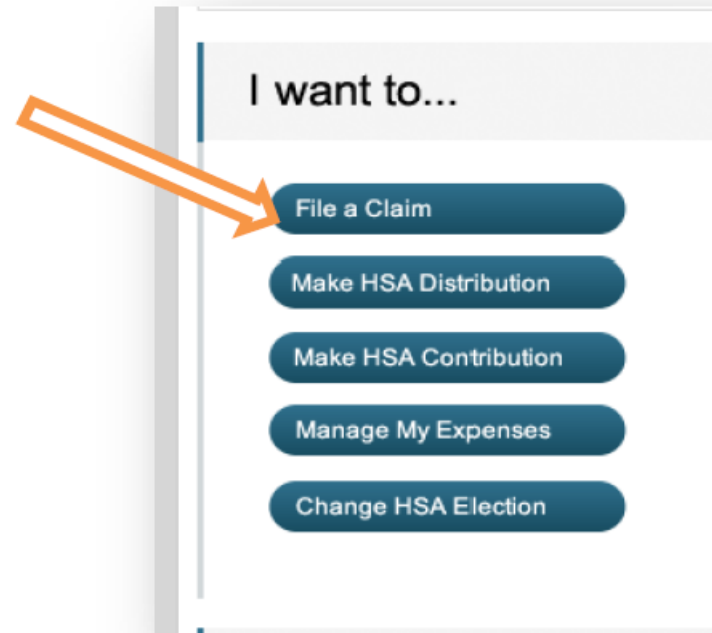 I want to...
File a Claim
Make HSA Distribution
Make HSA Contribution
Manage My Expenses
Change HSA Election